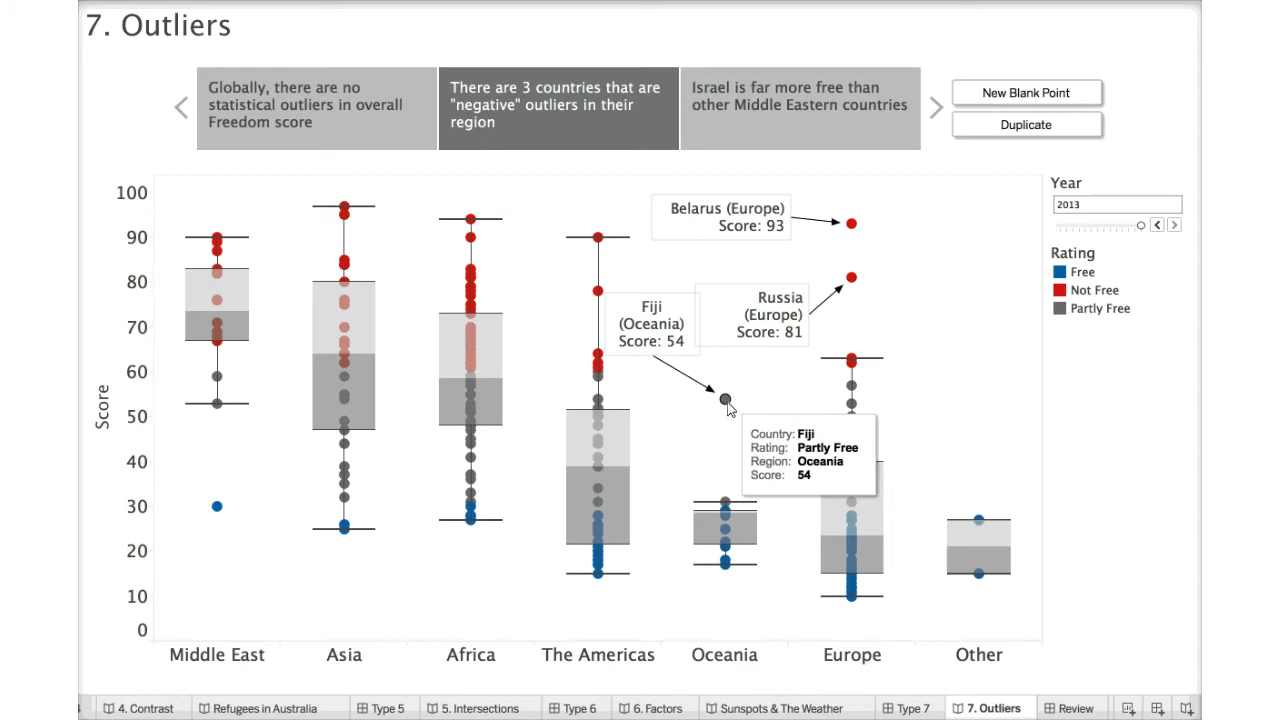 7. Outliers
Globally, there are no
statistical outliers in overall
Freedom score
There are 3 countries that are
"negative" outliers in their
region
Israel is far more free than
other Middle Eastern countries
New Blank Point
Duplicate
Year
2013
Rating:
Free
Not Free
Partly Free
Score
100
90
80
70
60
50
40
30
20
10
0
Belarus (Europe)
Score: 93
Russia
(Europe)
Score: 81
Fiji
(Oceania)
Score: 54
Country: Fiji
Rating: Partly Free
Region: Oceania
Score: 54
Middle East
Asia
Africa
The Americas
Oceania
Europe
Other
4. Contrast
Refugees in Australia
Type 5
5. Intersections
Type 6
6. Factors
Sunspots & The Weather
Type 7
7. Outliers
Review